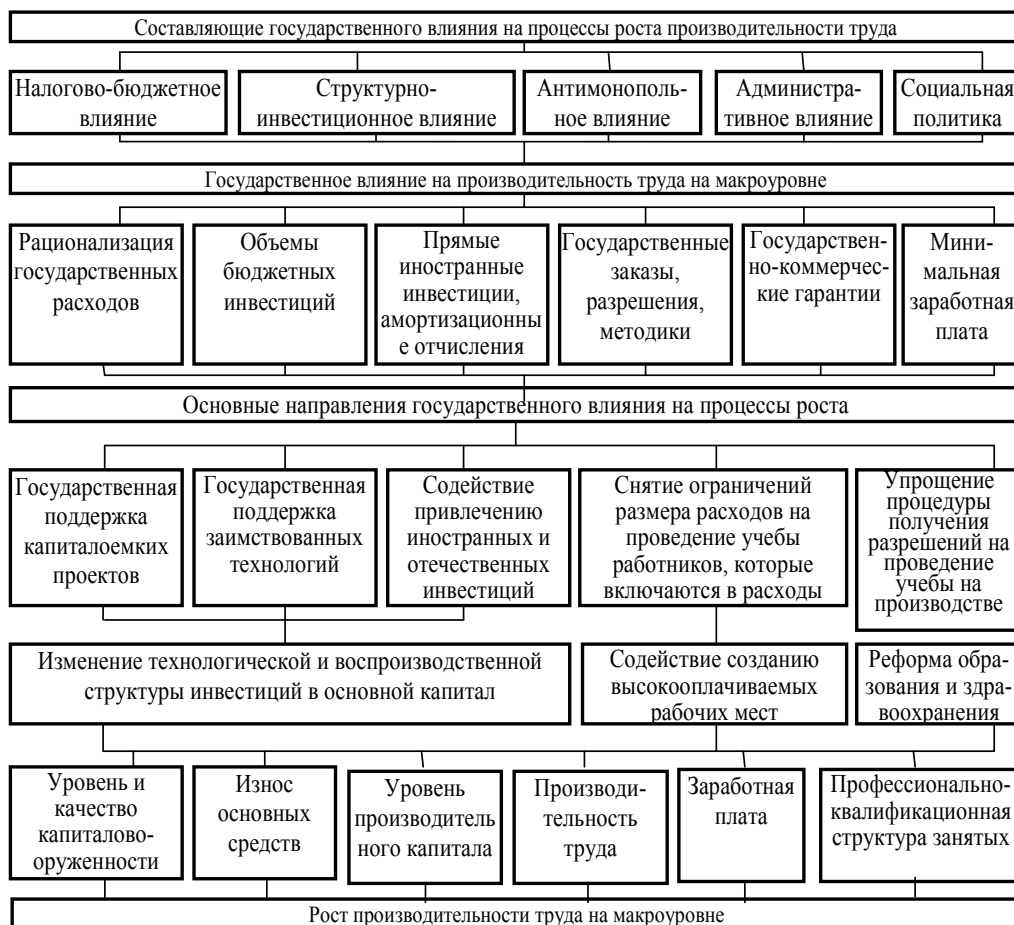 Составляющие государственного влияния на процессы роста производительности труда
Налогово-бюджетное
влияние
Структурно-
инвестиционное влияние
Антимонополь-
ное влияние
Администра-
тивное влияние
Социальная
политика
Государственное влияние на производительность труда на макроуровне
Рационализация
государственных
расходов
Объемы
бюджетных
инвестиций
Прямые
иностранные
инвестиции,
амортизационны
е отчисления
Государственные
заказы,
разрешения,
методики
Государствен-
но-коммерчес-
кие гарантии
Мини-
мальная
заработная
плата
Основные направления государственного влияния на процессы роста
Государственная
поддержка
капиталоемких
проектов
Государственная
поддержка
заимствованных
технологий
Содействие
привлечению
иностранных и
отечественных
инвестиций
Снятие ограничений
размера расходов на
проведение учебы
работников, которые
включаются в расходы
Упрощение
процедуры
получения
разрешений на
проведение
учебы на
производстве
Изменение технологической и воспроизводственной
структуры инвестиций в основной капитал
Содействие созданию
высокооплачиваемых
рабочих мест
Реформа обра-
зования и здра-
воохранения
Уровень и
качество
капиталово-
оруженности
Износ
основных
средств
Уровень
производитель
ного капитала
Производи-
тельность
труда
Заработная
плата
Профессионально-
квалификационная
структура занятых
Рост производительности труда на макроуровне